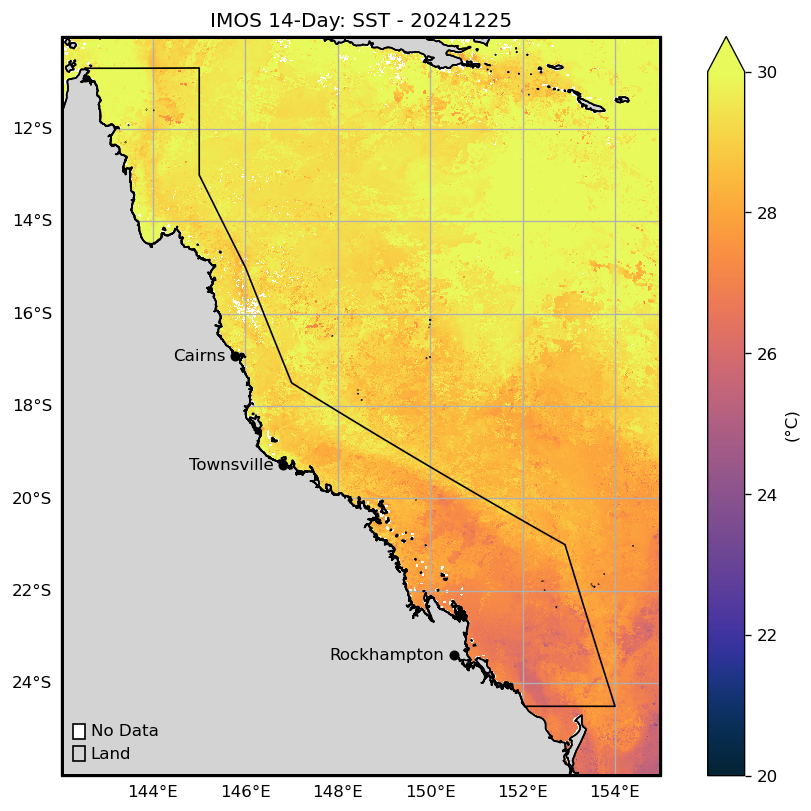 IMOS 14-Day: SST - 20241225
12°S
14°S
16°S
18°S
20°S
22°S
24°S
Cairns
Townsville
Rockhampton
No Data
Land
144°E 146°E 148°E 150°E 152°E 154°E
30
28
26
24
22
20
(°C)